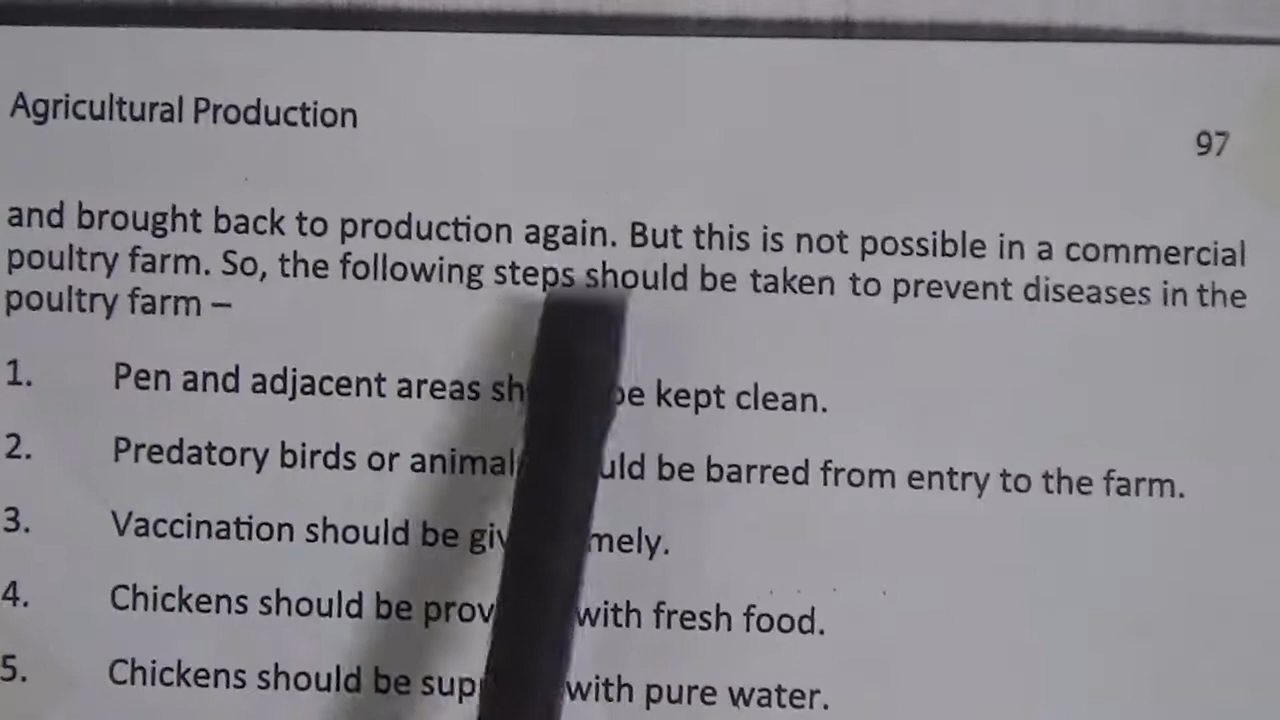 Agricultural Production
97
and brought back to production again. But this is not possible in a commercial
poultry farm. So, the following steps should be taken to prevent diseases in the
poultry farm –
1. Pen and adjacent areas be kept clean.
2. Predatory birds or be barred from entry to the farm.
3. Vaccination should be
4. Chickens should be with fresh food.
5. Chickens should be with pure water.